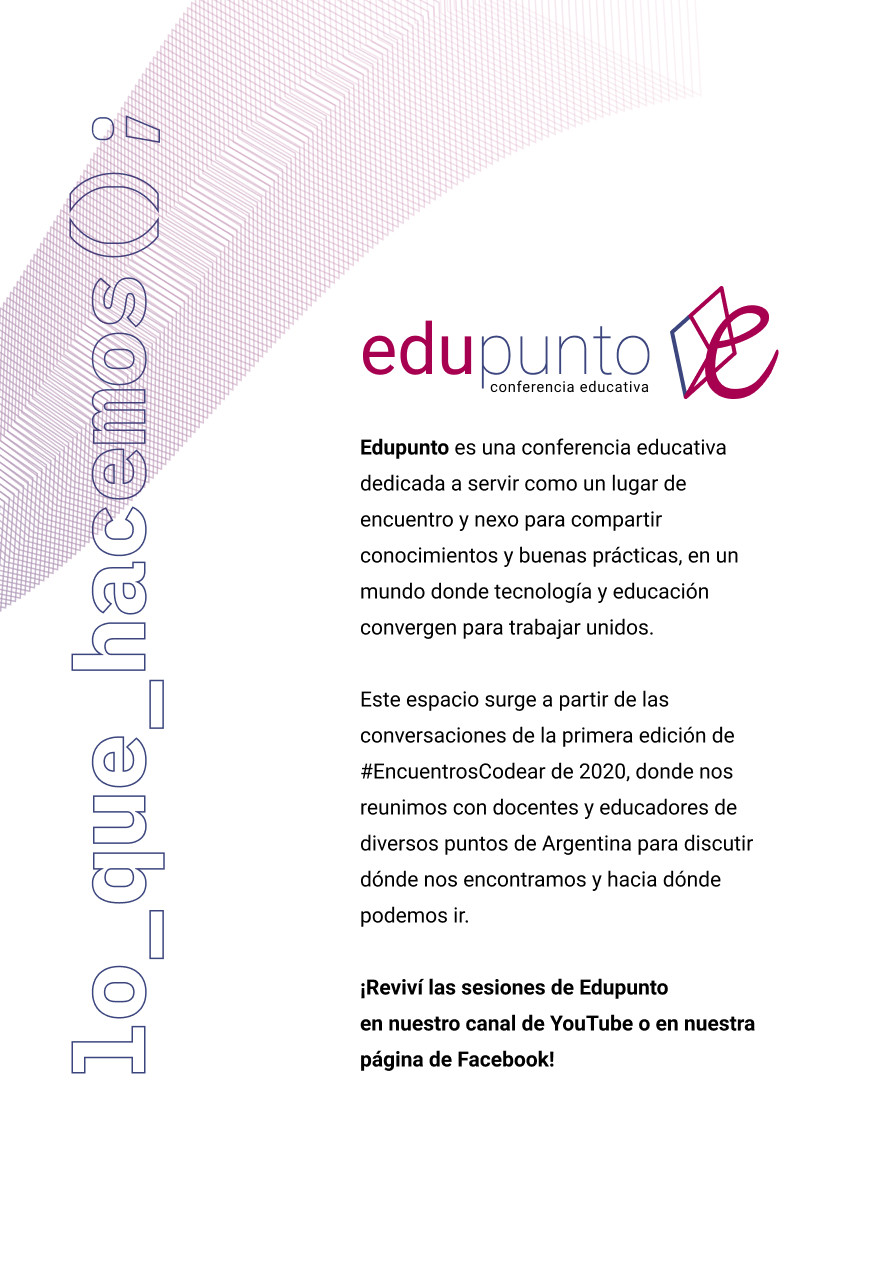 lo_que_hacemos();
edupunto
conferencia educativa
e
Edupunto es una conferencia educativa
dedicada a servir como un lugar de
encuentro y nexo para compartir
conocimientos y buenas prácticas, en un
mundo donde tecnología y educación
convergen para trabajar unidos.
Este espacio surge a partir de las
conversaciones de la primera edición de
#EncuentrosCodear de 2020, donde nos
reunimos con docentes y educadores de
diversos puntos de Argentina para discutir
dónde nos encontramos y hacia dónde
podemos ir.
¡Reviví las sesiones de Edupunto
en nuestro canal de YouTube o en nuestra
página de Facebook!